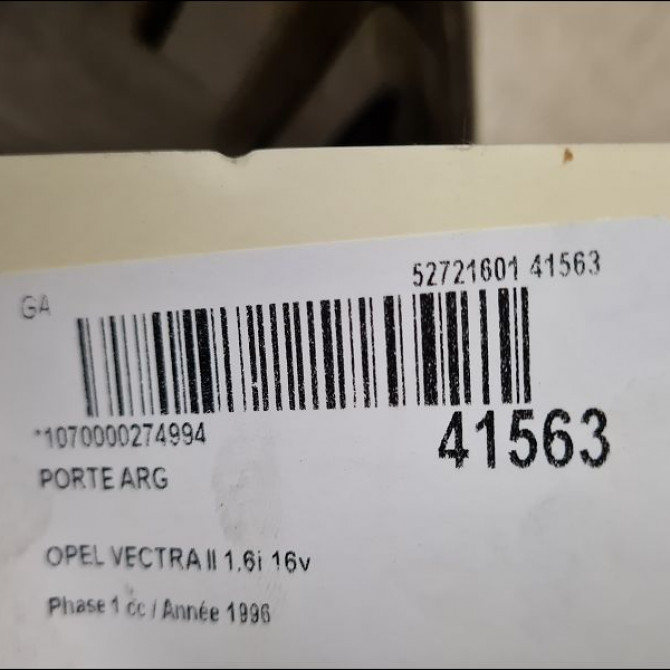 52721601 41563
GA
*1070000274994
41563
PORTE ARG
OPEL VECTRA II 1,6i 16v
Phase 1 cc / Année 1996